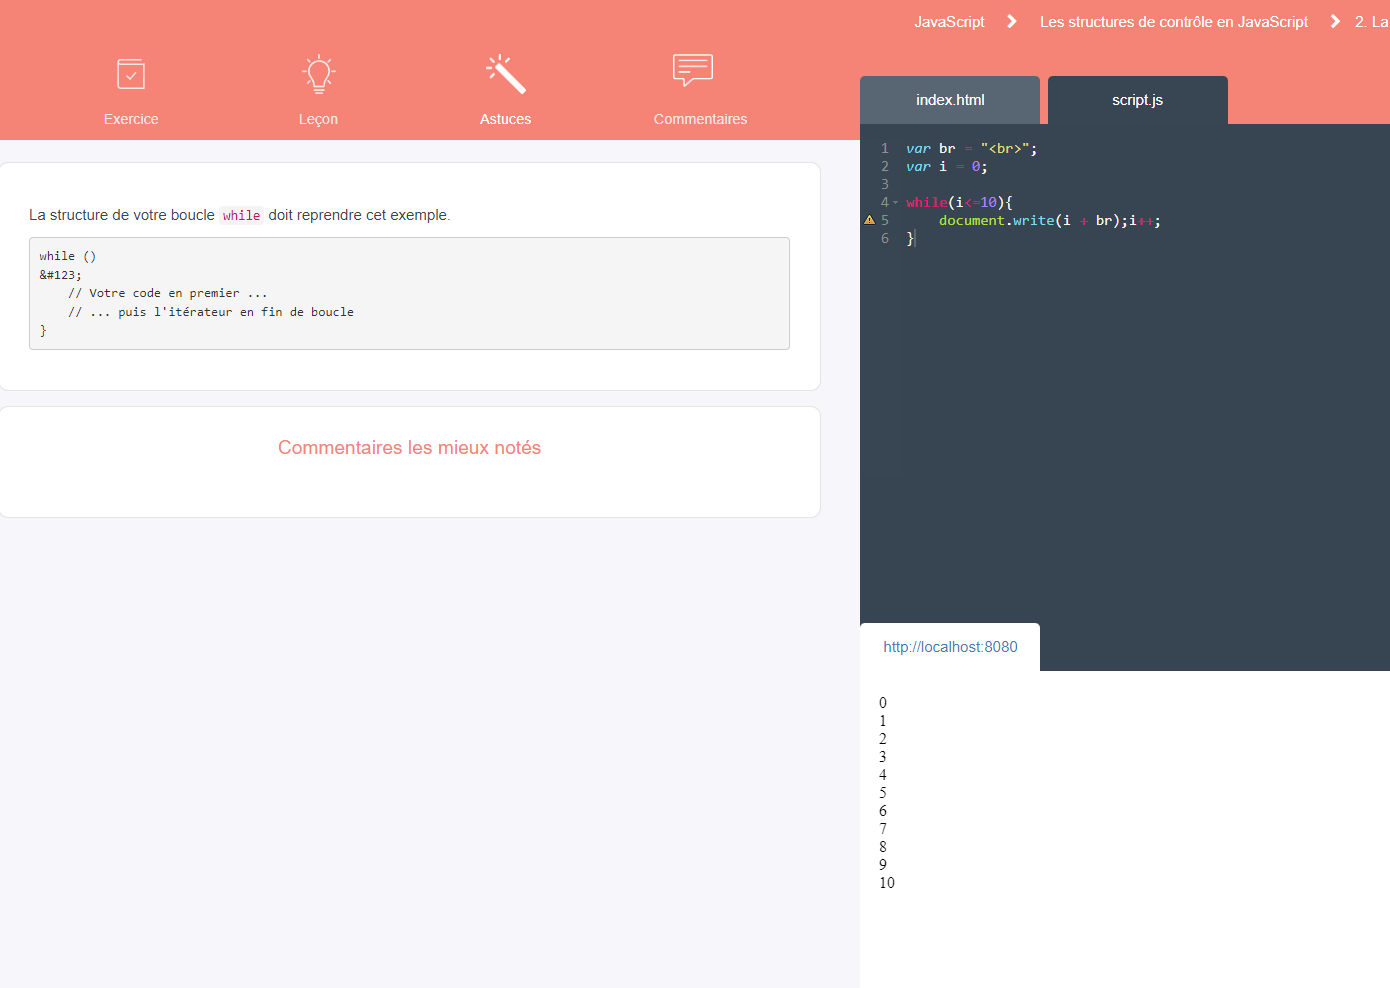 JavaScript > Les structures de contrôle en JavaScript > 2. La
Exercice
Leçon
Astuces
Commentaires
La structure de votre boucle while doit reprendre cet exemple.
while ()
&#123;
    // Votre code en premier ...
    // ... puis l'itérateur en fin de boucle
}
Commentaires les mieux notés
index.html
script.js
1 var br = "<br>";
2 var i = 0;
3
4 while(i<=10){
5     document.write(i + br);i++;
6 }
http://localhost:8080
0
1
2
3
4
5
6
7
8
9
10